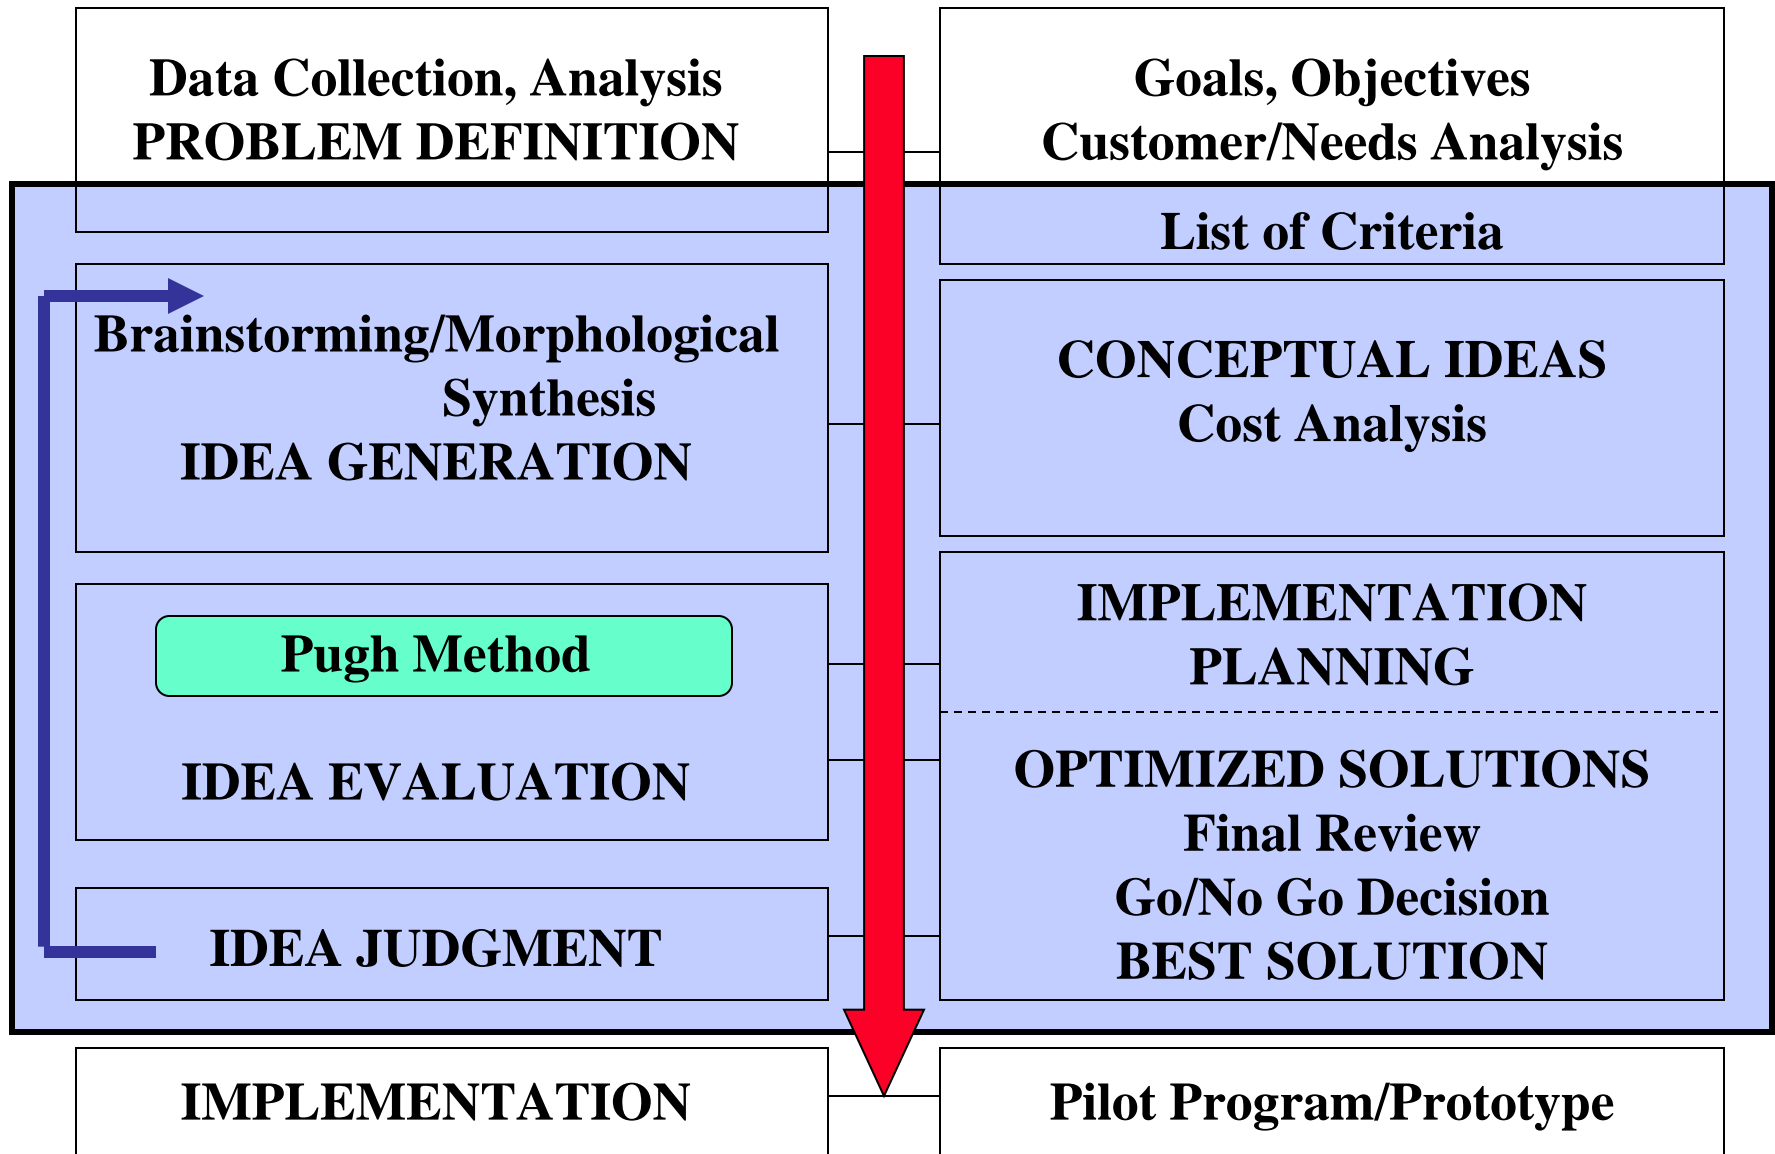 Data Collection, Analysis
PROBLEM DEFINITION
Goals, Objectives
Customer/Needs Analysis
List of Criteria
Brainstorming/Morphological
Synthesis
IDEA GENERATION
CONCEPTUAL IDEAS
Cost Analysis
Pugh Method
IDEA EVALUATION
IMPLEMENTATION
PLANNING
OPTIMIZED SOLUTIONS
Final Review
Go/No Go Decision
BEST SOLUTION
IDEA JUDGMENT
IMPLEMENTATION
Pilot Program/Prototype